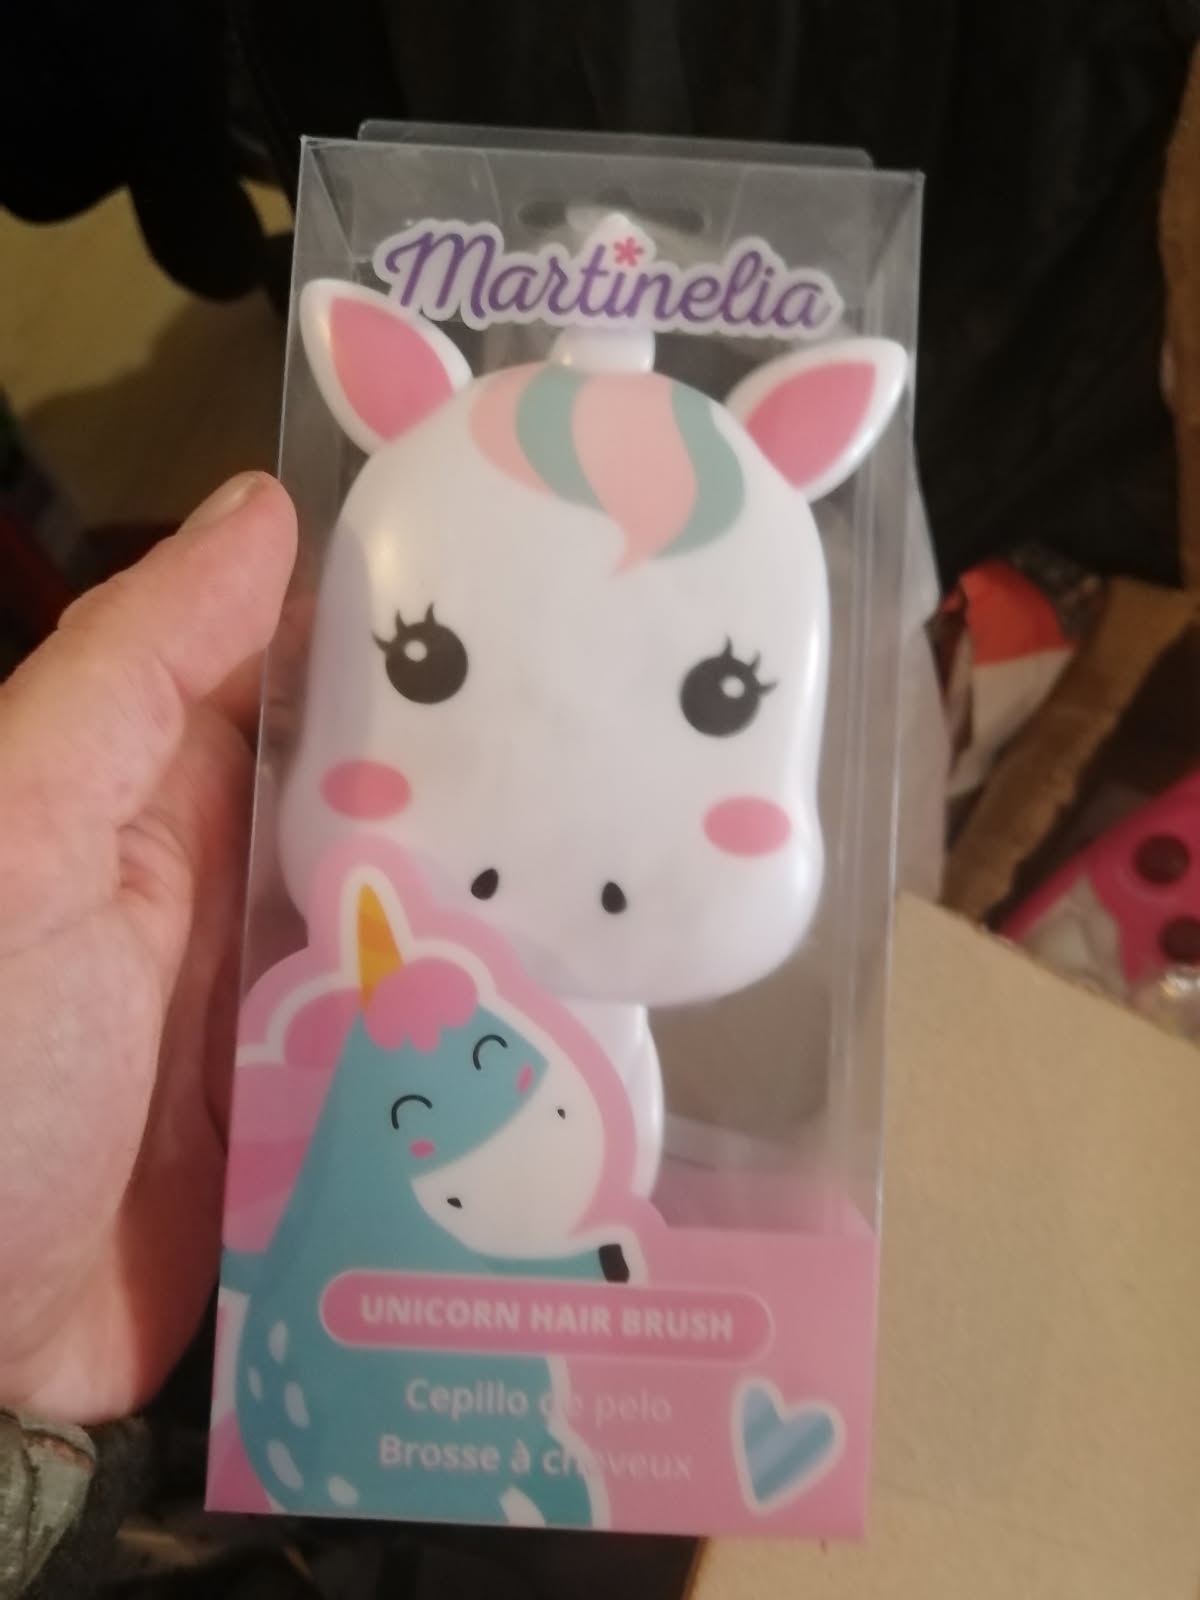 Martinelia
UNICORN HAIR BRUSH
Cepillo de pelo
Brosse à cheveux